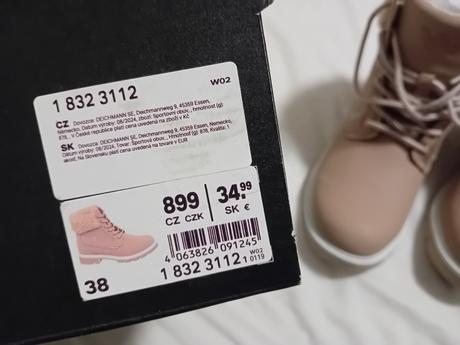 W02
1 832 3112
CZ Dovozce: DEICHMANN SE, Deichmannweg 9, 45359 Essen,
Německo, Datum výroby: 08/2024, zboží: Sportovní obuv... hmotnost (g)
876, .. V České republice platí cena uvedená na zboží v Kč
SK Dovozca: DEICHMANN SE, Deichmannweg 9, 45359 Essen, Nemecko,
Dátum výroby: 08/2024, Tovar: Športová obuv... Hmotnosť (g): 876, Kvalita: 1.
akosť, Na Slovensku platí cena uvedená na tovare v EUR
899 34.99
CZ CZK SK €
4 063826 091245
W02
1 832 3112 1 0119
38